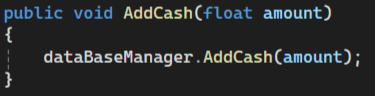 public void AddCash(float amount)
{
    dataBaseManager.AddCash(amount);
}